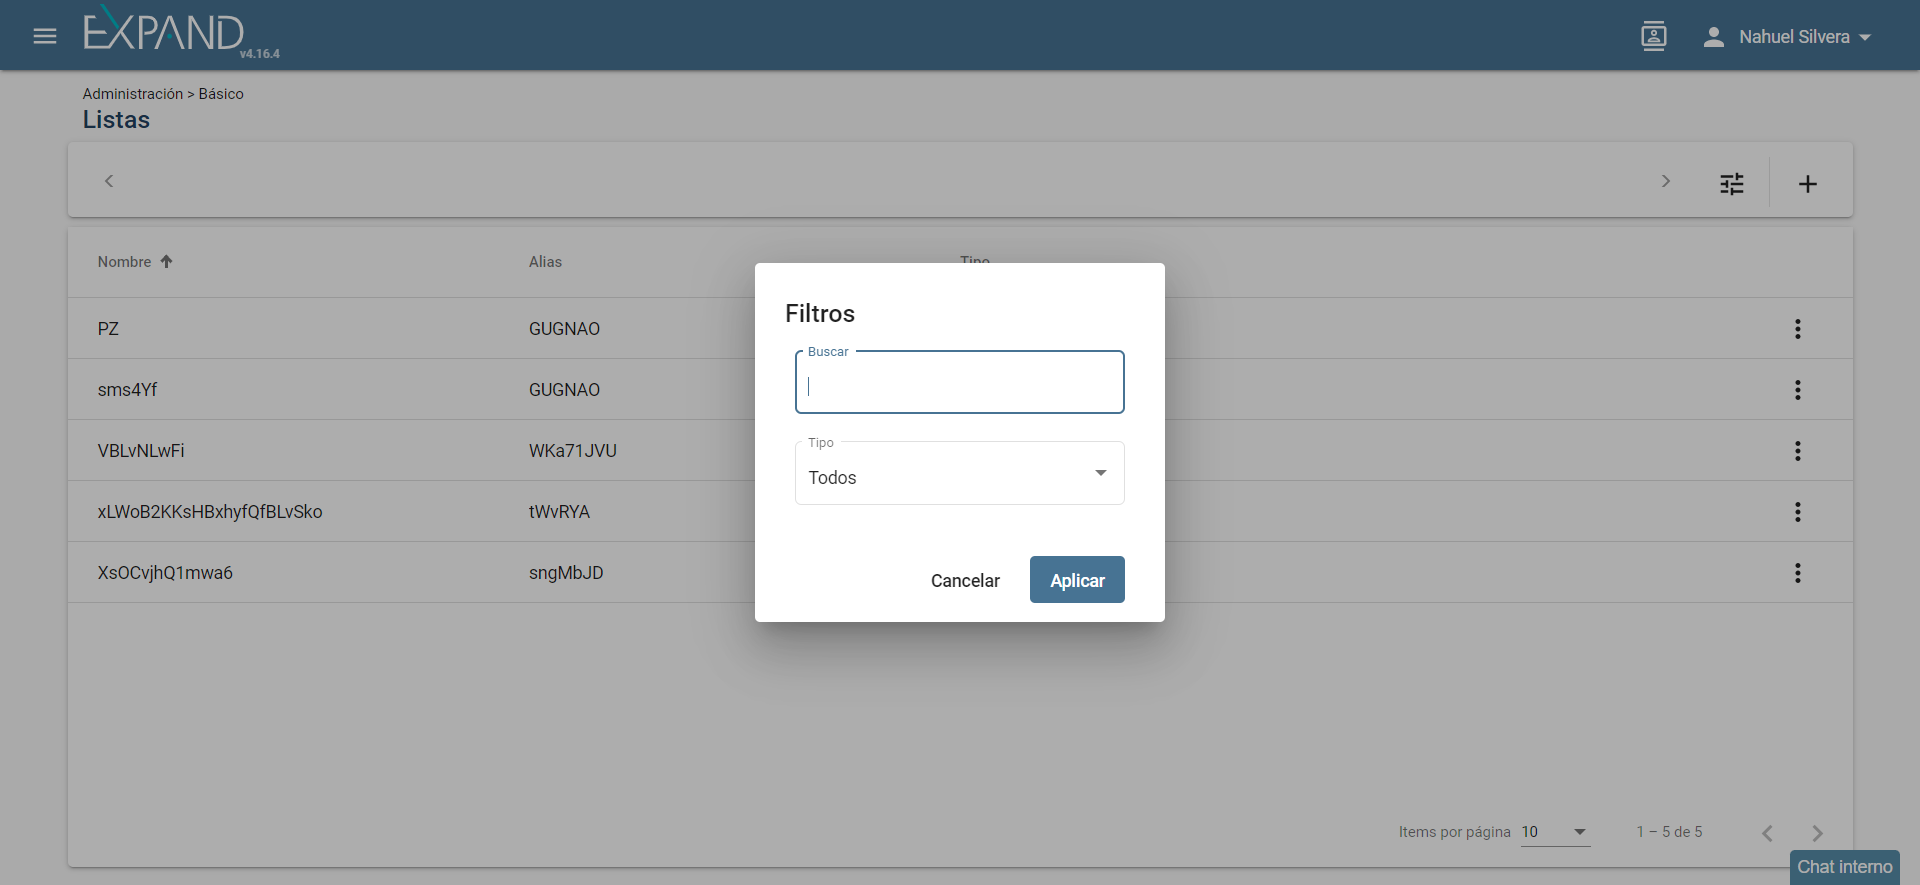 EXPAND
v4.16.4
Nahuel Silvera
Administración > Básico
Listas
Nombre Alias Tipo
PZ GUGNAO
sms4Yf GUGNAO
VBLvNLwFi WKa71JVU
xLWoB2KKsHBxhyfQfBLvSko tWvRYA
XsOCvjhQ1mwa6 sngMbJD
Filtros
Buscar
Tipo
Todos
Cancelar Aplicar
Items por página 10 1 – 5 de 5
Chat interno